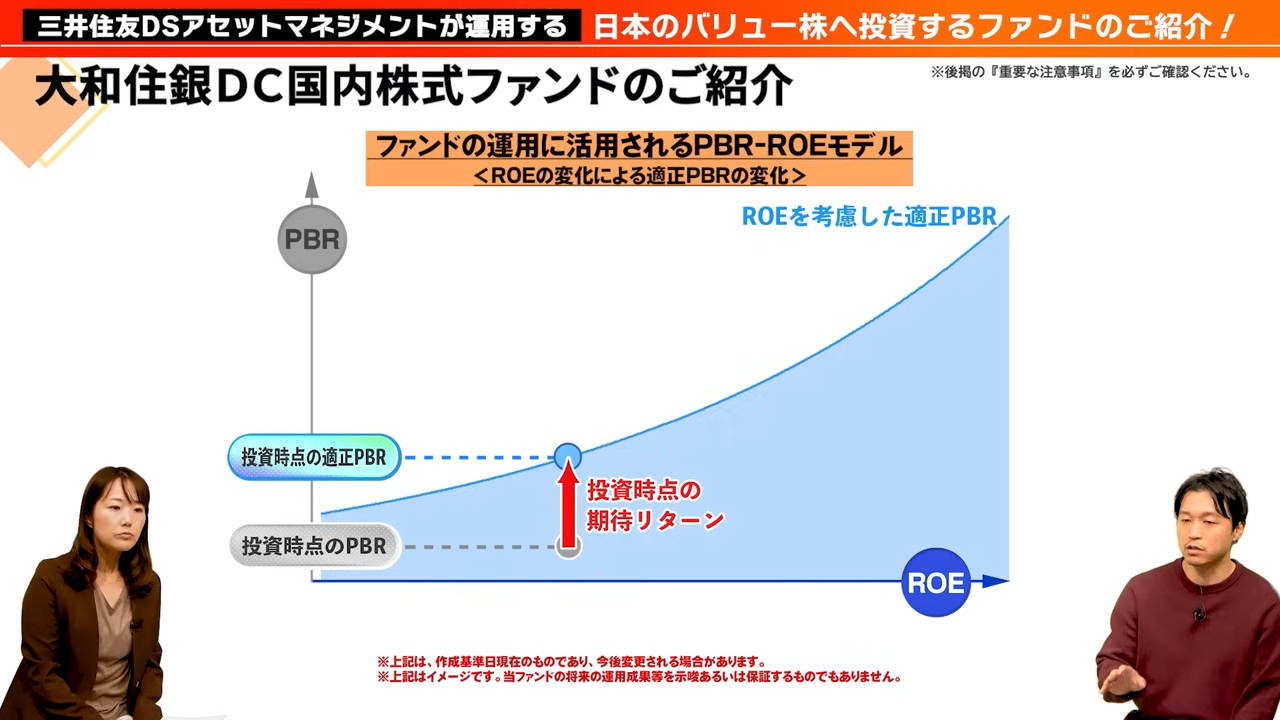 三井住友DSアセットマネジメントが運用する 日本のバリュー株へ投資するファンドのご紹介！
大和住銀DC国内株式ファンドのご紹介
※後掲の『重要な注意事項』を必ずご確認ください。
ファンドの運用に活用されるPBR-ROEモデル
＜ROEの変化による適正PBRの変化＞
ROEを考慮した適正PBR
PBR
投資時点の適正PBR
投資時点の
期待リターン
投資時点のPBR
ROE
※上記は、作成基準日現在のものであり、今後変更される場合があります。
※上記はイメージです。当ファンドの将来の運用成果等を示唆あるいは保証するものでもありません。